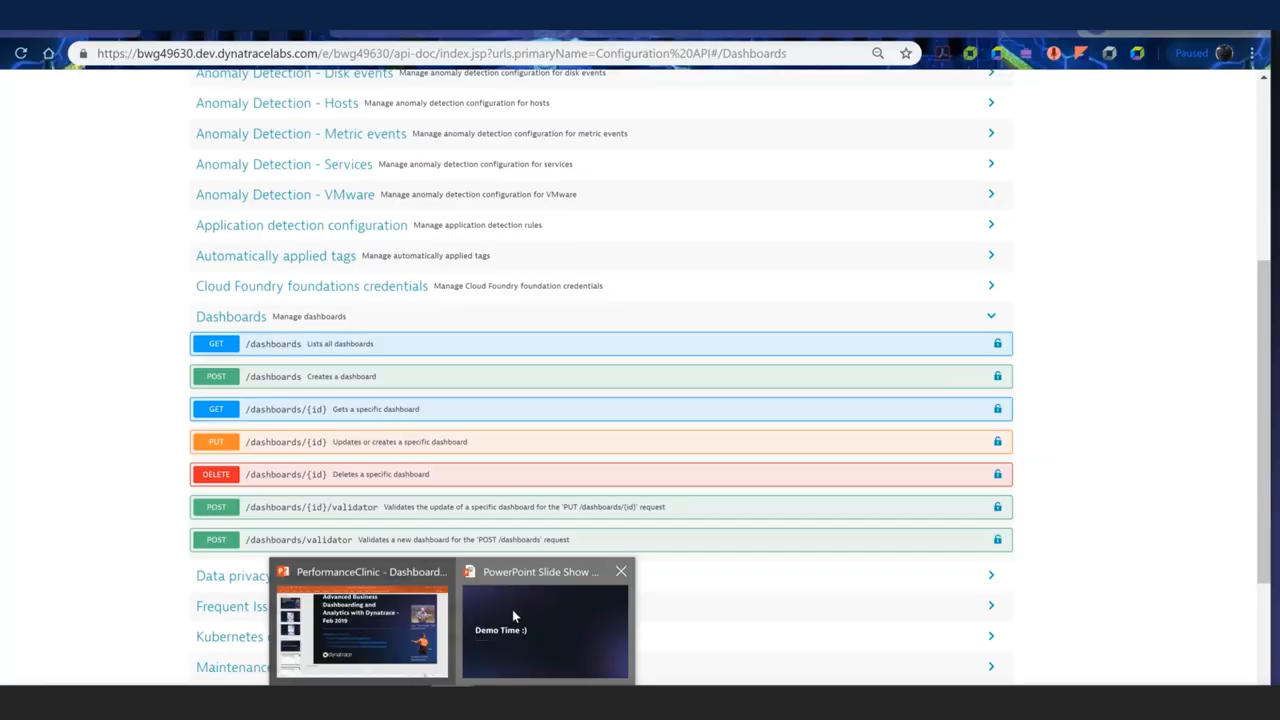 https://bwg49630.dev.dynatracelabs.com/e/bwg49630/api-doc/index.jsp?urls.primaryName=Configuration%20API#/Dashboards
Paused
Anomaly Detection - Disk events Manage anomaly detection configuration for disk events
Anomaly Detection - Hosts Manage anomaly detection configuration for hosts
Anomaly Detection - Metric events Manage anomaly detection configuration for metric events
Anomaly Detection - Services Manage anomaly detection configuration for services
Anomaly Detection - VMware Manage anomaly detection configuration for VMware
Application detection configuration Manage application detection rules
Automatically applied tags Manage automatically applied tags
Cloud Foundry foundations credentials Manage Cloud Foundry foundation credentials
Dashboards Manage dashboards
GET /dashboards Lists all dashboards
POST /dashboards Creates a dashboard
GET /dashboards/{id} Gets a specific dashboard
PUT /dashboards/{id} Updates or creates a specific dashboard
DELETE /dashboards/{id} Deletes a specific dashboard
POST /dashboards/{id}/validator Validates the update of a specific dashboard for the 'PUT /dashboards/{id}' request
POST /dashboards/validator Validates a new dashboard for the 'POST /dashboards' request
Data privacy
Frequent Iss
Kubernetes
Maintenance
PerformanceClinic - Dashboard...
Advanced Business
Dashboarding and
Analytics with Dynatrace -
Feb 2019
dynatrace
PowerPoint Slide Show ...
Demo Time :)